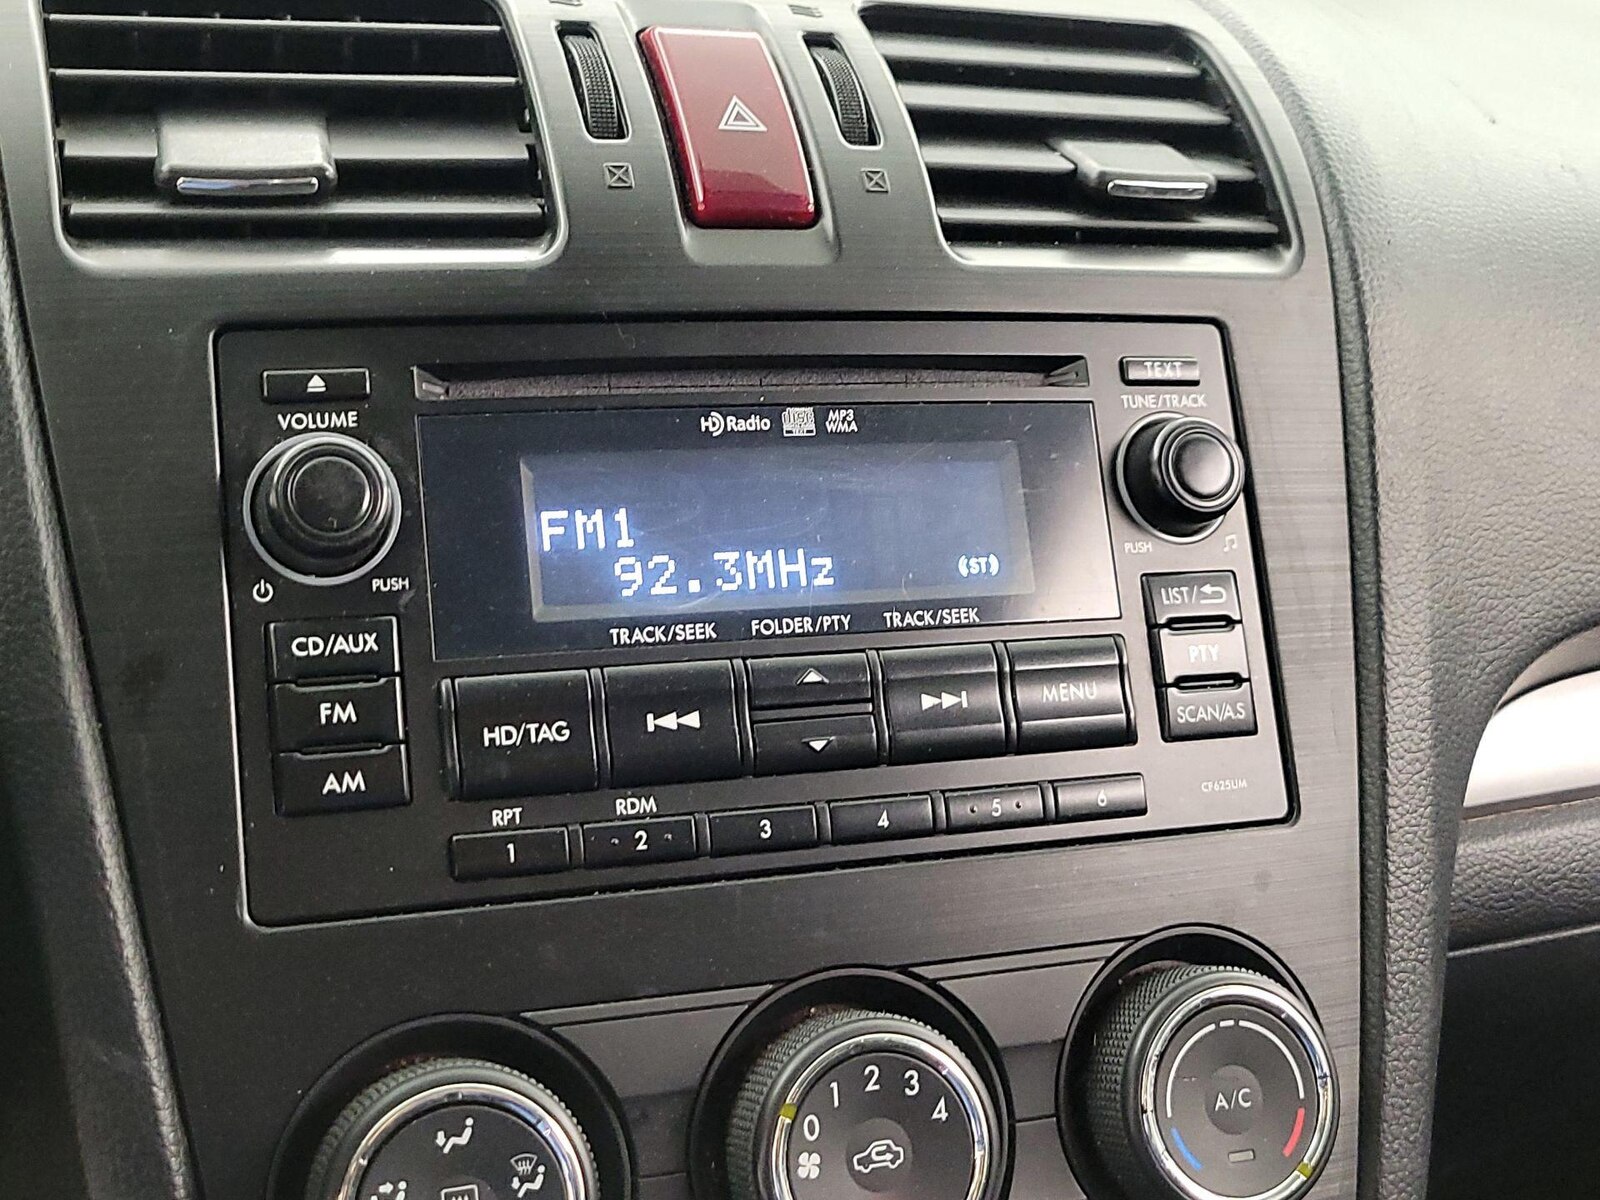 TEXT
VOLUME
TUNE/TRACK
HD Radio
disc
TEXT
MP3
WMA
FM1
92.3MHz
(ST)
PUSH
PUSH
TRACK/SEEK
FOLDER/PTY
TRACK/SEEK
CD/AUX
FM
AM
LIST/
PTY
SCAN/A.S
HD/TAG
MENU
RPT
RDM
1
2
3
4
5
6
CF625UM
0
1
2
3
4
A/C